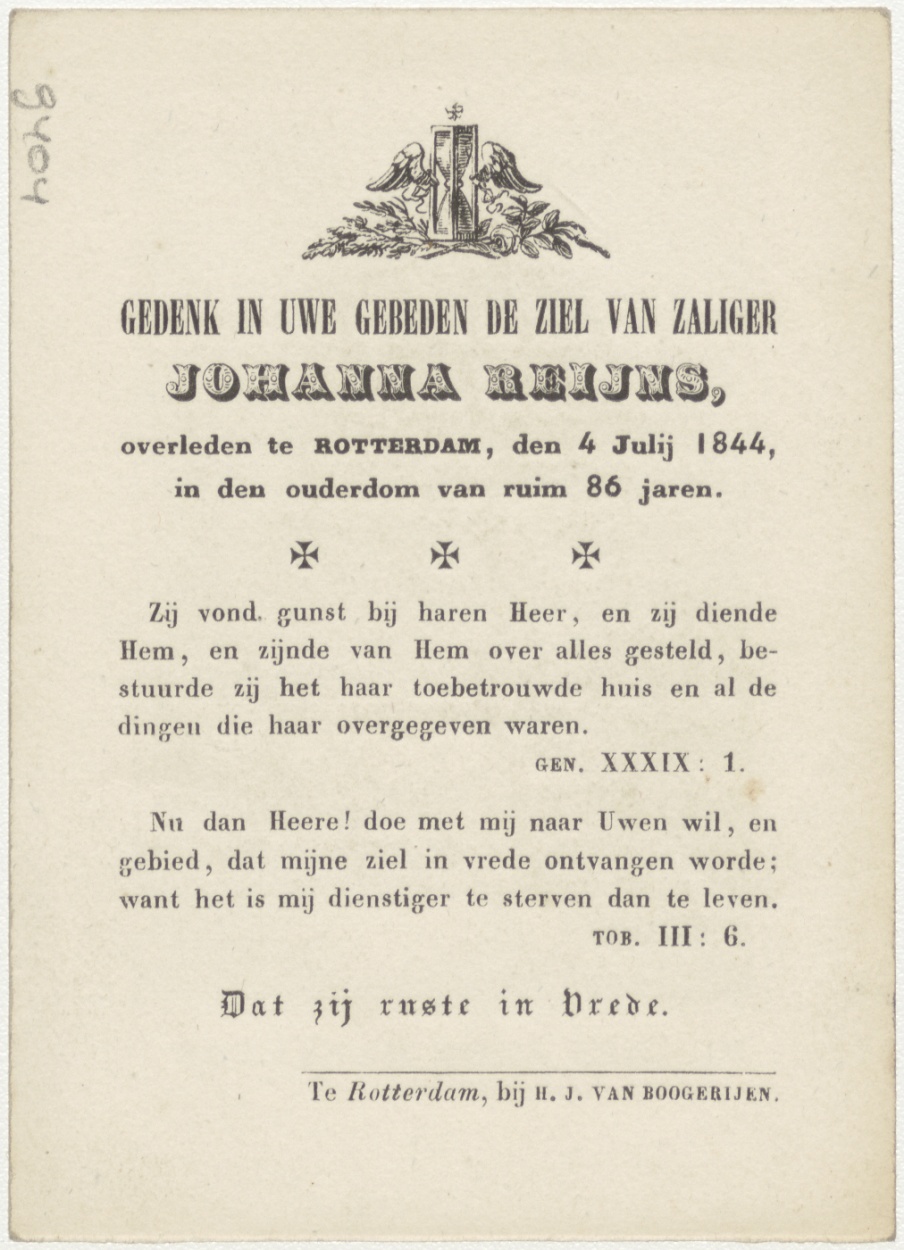 9404
GEDENK IN UWE GEBEDEN DE ZIEL VAN ZALIGER
JOHANNA REIJNS,
overleden te ROTTERDAM, den 4 Julij 1844,
in den ouderdom van ruim 86 jaren.
Zij vond gunst bij haren Heer, en zij diende
Hem, en zijnde van Hem over alles gesteld, be-
stuurde zij het haar toebetrouwde huis en al de
dingen die haar overgegeven waren.
GEN. XXXIX: 1.
Nu dan Heere! doe met mij naar Uwen wil, en
gebied, dat mijne ziel in vrede ontvangen worde;
want het is mij dienstiger te sterven dan te leven.
TOB. III: 6.
Dat zij ruste in Vrede.
Te Rotterdam, bij H. J. VAN BOOGERIJEN.